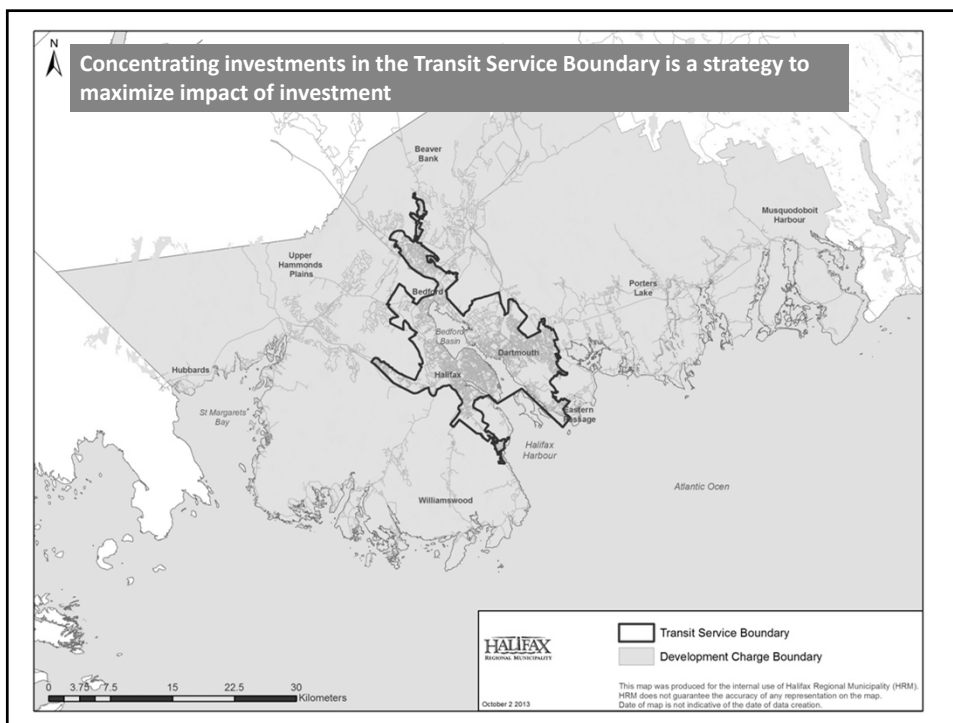 N
Concentrating investments in the Transit Service Boundary is a strategy to
maximize impact of investment
Beaver
Bank
Musquodoboit
Harbour
Upper
Hammonds
Plains
Porters
Lake
Bedford
Bedford
Basin
Dartmouth
Hubbards
Halifax
St Margarets
Bay
Eastern
Passage
Halifax
Harbour
Atlantic Ocen
Williamswood
HALIFAX
REGIONAL MUNICIPALITY
Transit Service Boundary
Development Charge Boundary
0 3.75 7.5 15 22.5 30
Kilometers
October 2 2013
This map was produced for the internal use of Halifax Regional Municipality (HRM).
HRM does not guarantee the accuracy of any representation on the map.
Date of map is not indicative of the date of data creation.